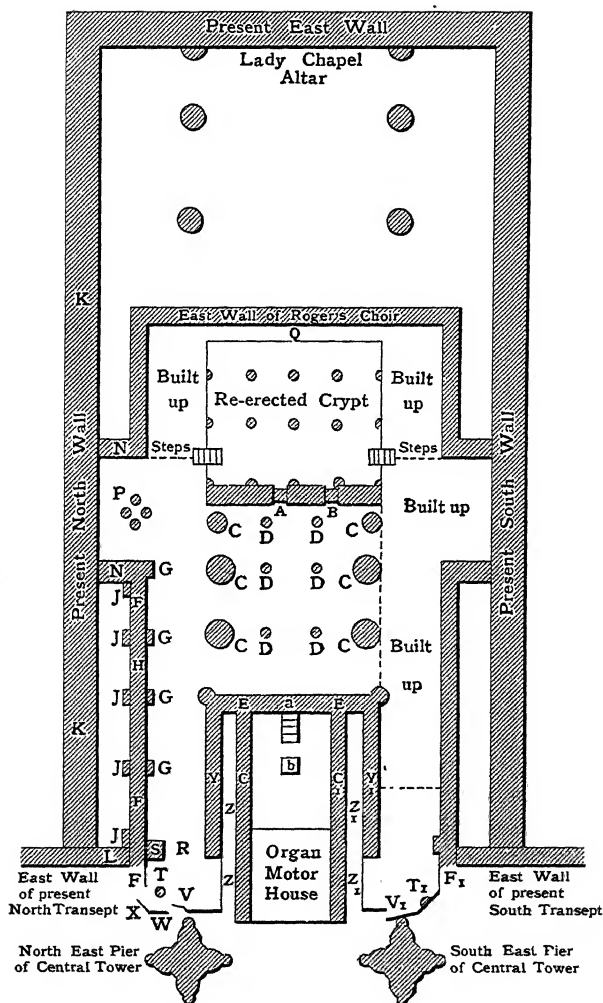 Present East Wall
Lady Chapel
Altar
K
East Wall of Roger's Choir
Q
Built
up
Built
up
Re-erected Crypt
Present North Wall
Present South Wall
N
Steps
Steps
P
A
B
Built up
C
D
D
C
N
G
C
D
D
C
J
F
J
G
C
D
D
C
H
Built
up
J
G
E
a
E
K
b
Y
C
C1
Y1
J
G
Z
Z1
F
J
S
R
Organ
Motor
House
L
East Wall
of present
North Transept
F
T
Z
Z1
T1
F1
East Wall
of present
South Transept
X
W
V
V1
North East Pier
of Central Tower
South East Pier
of Central Tower